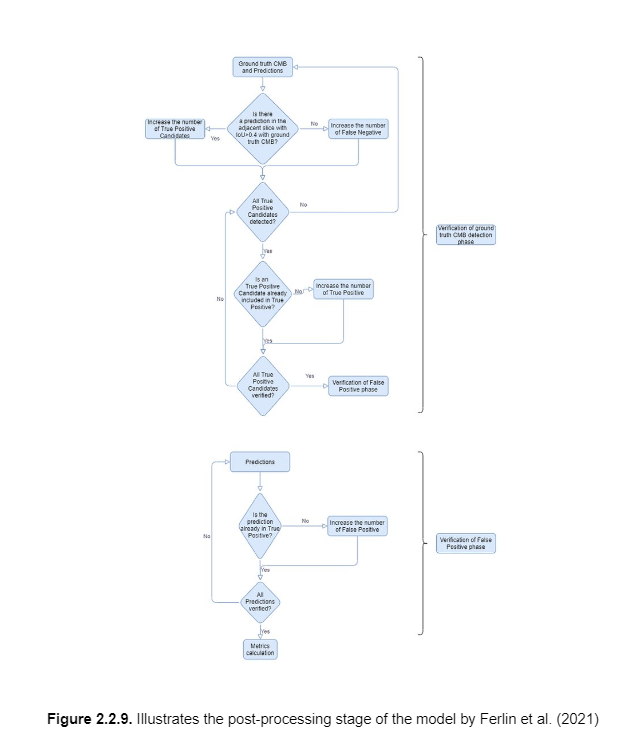 Ground truth CMB
and Predictions
Is there
a prediction in the
adjacent slice with
IoU>0.4 with ground
truth CMB?
Increase the number
of True Positive
Candidates
Yes
No
Increase the number
of False Negative
All True
Positive
Candidates
detected?
No
Yes
Verification of ground
truth CMB detection
phase
Is an
True Positive
Candidate already
included in True
Positive?
No
Increase the number
of True Positive
No
Yes
All True
Positive
Candidates
verified?
Yes
Verification of False
Positive phase
Predictions
Is the
prediction
already in True
Positive?
No
Increase the number
of False Positive
No
Yes
Verification of False
Positive phase
All
Predictions
verified?
Yes
Metrics
calculation
Figure 2.2.9. Illustrates the post-processing stage of the model by Ferlin et al. (2021)